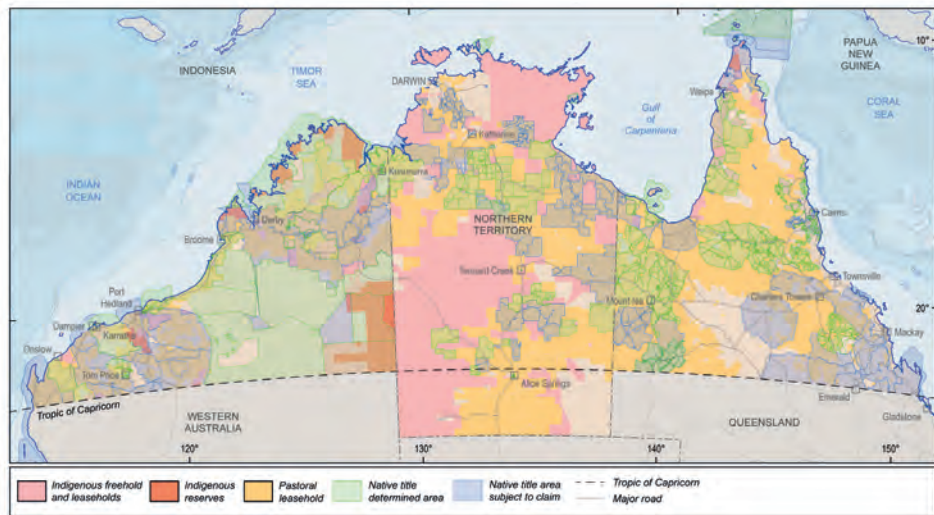 10°
PAPUA
NEW
GUINEA
INDONESIA
TIMOR
SEA
DARWIN
Weipa
Gulf
of
Carpentaria
CORAL
SEA
Katherine
Kununurra
INDIAN
OCEAN
Derby
Broome
NORTHERN
TERRITORY
Cairns
Tennant Creek
Townsville
Port
Hedland
Mount Isa
Charters Towers
20°
Dampier
Karratha
Mackay
Onslow
Tom Price
Alice Springs
Emerald
Tropic of Capricorn
WESTERN
AUSTRALIA
QUEENSLAND
Gladstone
120°
130°
140°
150°
Indigenous freehold
and leaseholds
Indigenous
reserves
Pastoral
leasehold
Native title
determined area
Native title area
subject to claim
Tropic of Capricorn
Major road